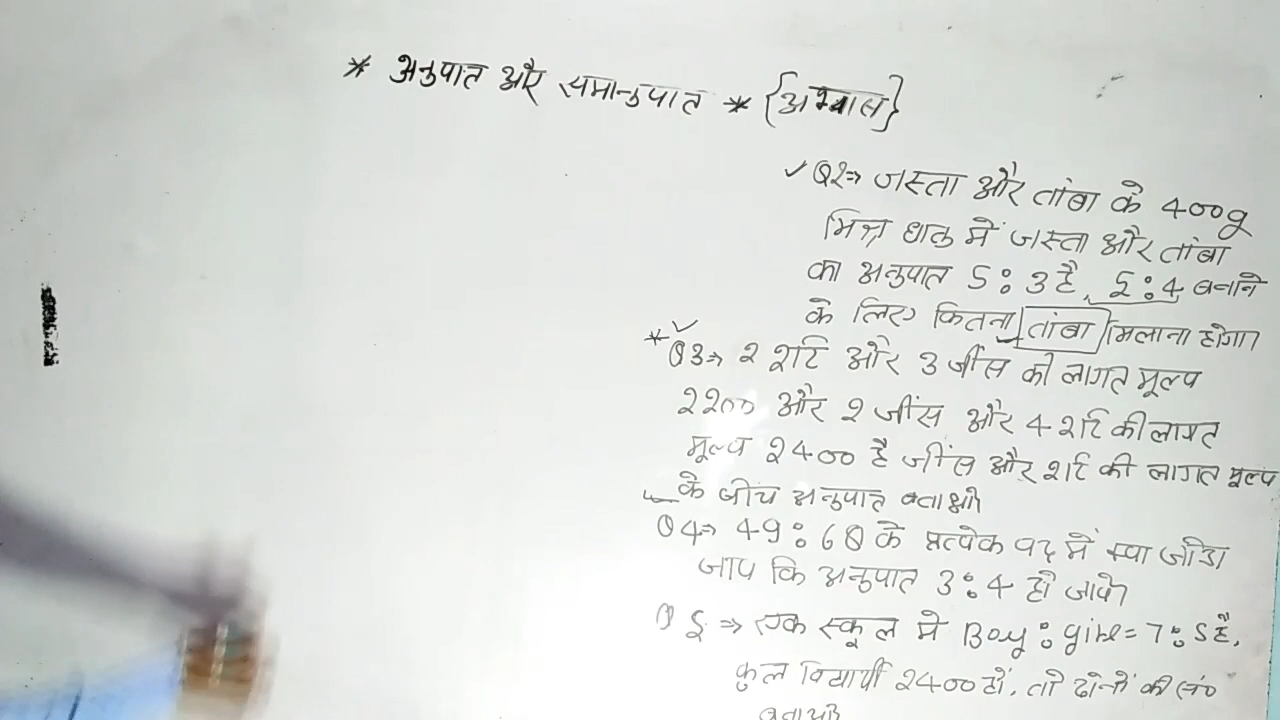 * अनुपात और समानुपात * {अभ्यास}
✓ Q2⇒ जस्ता और तांबा के 400g
मिश्र धातु में जस्ता और तांबा
का अनुपात 5:3 है, 5:4 बनाने
के लिए कितना तांबा मिलाना होगा।
* Q3⇒ 2 शर्ट और 3 जींस की लागत मूल्य
2200 और 2 जींस और 4 शर्ट की लागत
मूल्य 2400 है जींस और शर्ट की लागत मूल्य
के बीच अनुपात बताओ।
Q4⇒ 49:68 के प्रत्येक पद में क्या जोड़ा
जाए कि अनुपात 3:4 हो जाये।
Q5⇒ एक स्कूल में Boy:girl=7:5 है,
कुल विद्यार्थी 2400 हों, तो दोनों की सं०
बताओ